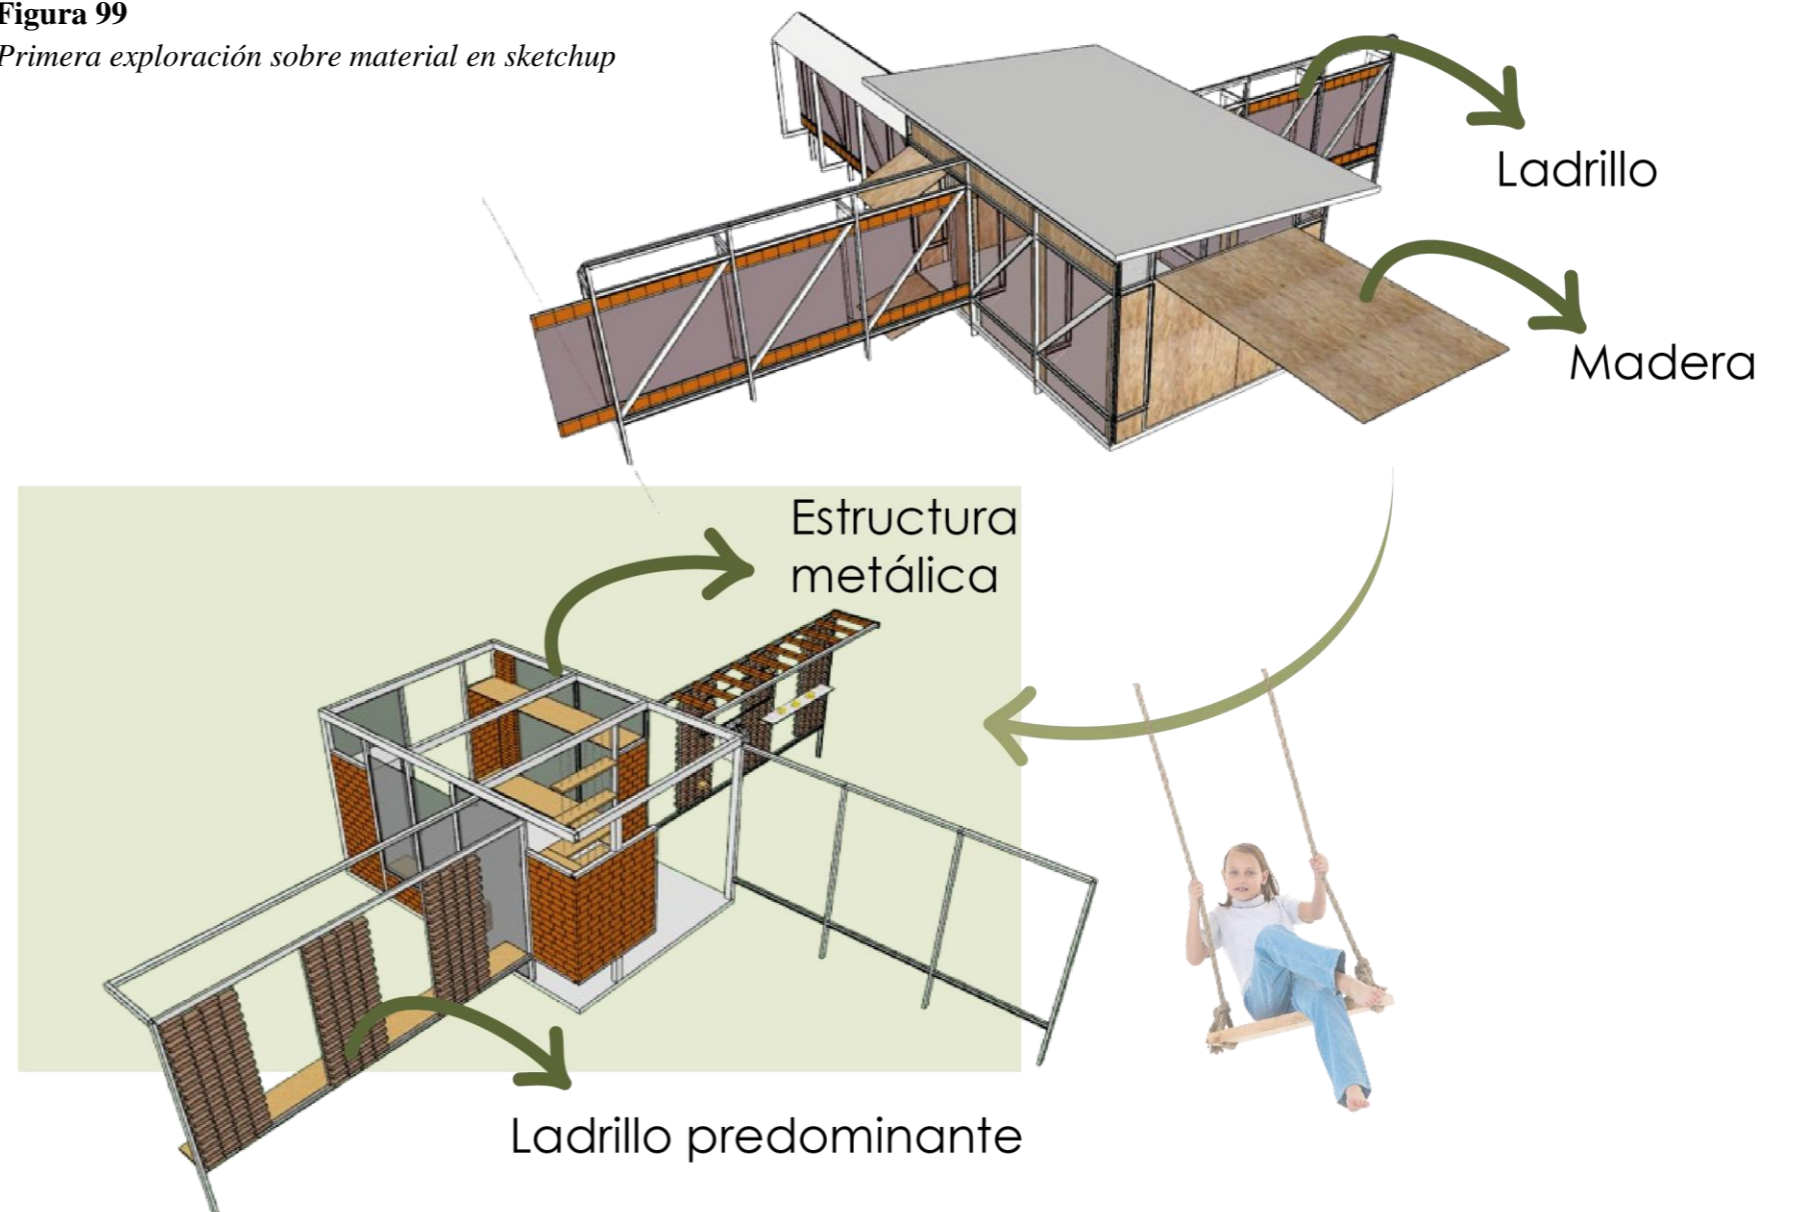 Figura 99
Primera exploración sobre material en sketchup
Ladrillo
Madera
Estructura
metálica
Ladrillo predominante